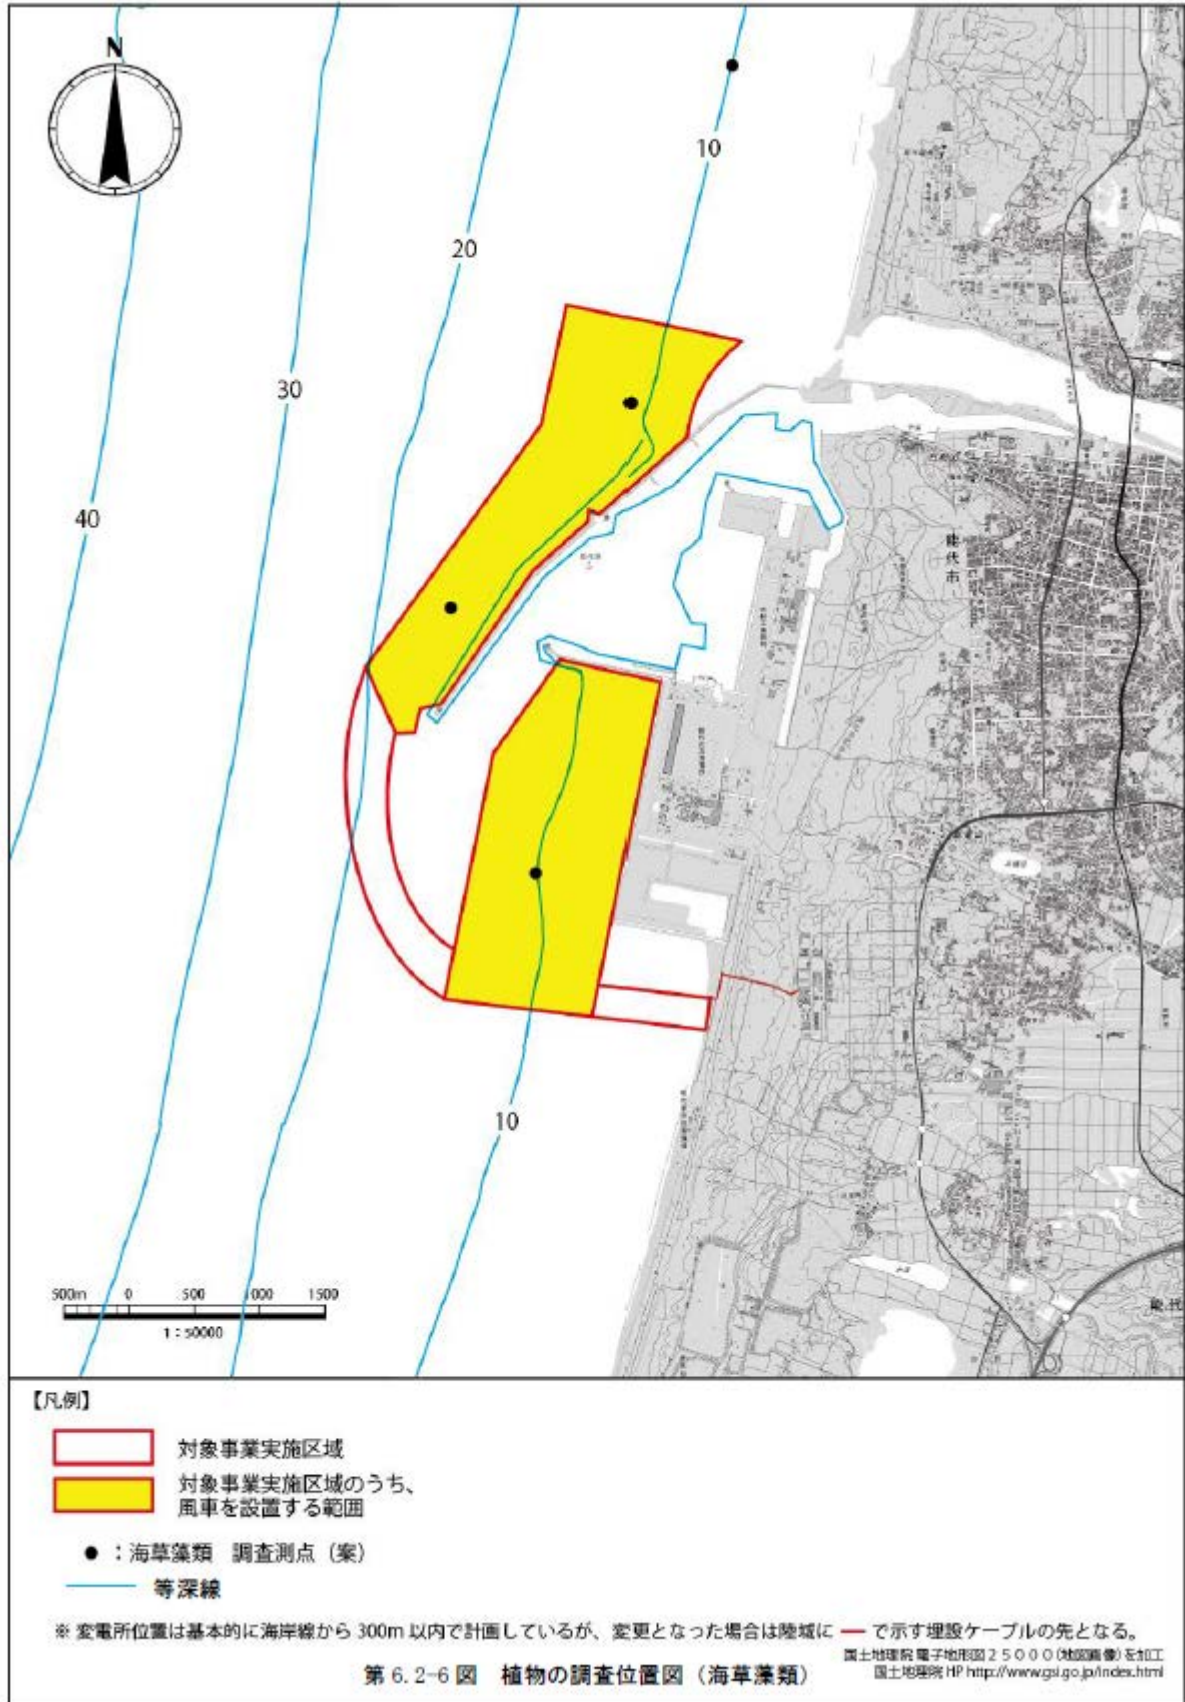 N
10
20
30
40
能代市
10
能代
500m 0 500 1000 1500
1：50000
【凡例】
対象事業実施区域
対象事業実施区域のうち、
風車を設置する範囲
●：海草藻類 調査測点（案）
等深線
※ 変電所位置は基本的に海岸線から 300m 以内で計画しているが、変更となった場合は陸域に ━ で示す埋設ケーブルの先となる。
国土地理院 電子地形図２５０００（地図画像）を加工
国土地理院 HP http://www.gsi.go.jp/index.html
第 6.2-6 図 植物の調査位置図（海草藻類）